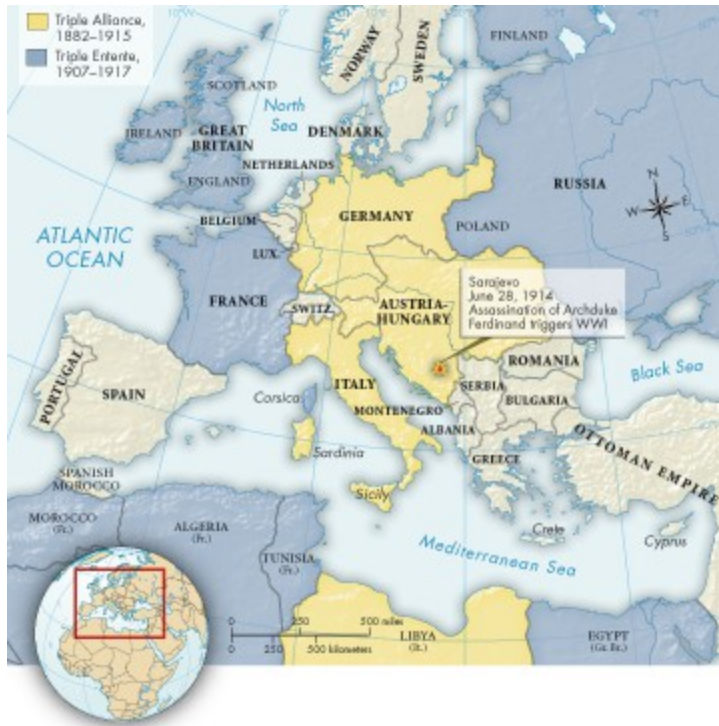 Triple Alliance,
1882–1915
Triple Entente,
1907–1917
NORWAY
SWEDEN
FINLAND
SCOTLAND
North
Sea
IRELAND
GREAT
BRITAIN
DENMARK
NETHERLANDS
ENGLAND
RUSSIA
N
W
E
S
BELGIUM
GERMANY
POLAND
ATLANTIC
OCEAN
LUX.
Sarajevo
June 28, 1914
Assassination of Archduke
Ferdinand triggers WWI
FRANCE
SWITZ.
AUSTRIA-
HUNGARY
ROMANIA
Black Sea
PORTUGAL
SPAIN
Corsica
ITALY
SERBIA
BULGARIA
MONTENEGRO
ALBANIA
OTTOMAN EMPIRE
Sardinia
GREECE
SPANISH
MOROCCO
Sicily
MOROCCO
(Fr.)
ALGERIA
(Fr.)
TUNISIA
(Fr.)
Crete
Cyprus
Mediterranean Sea
0 250 500 miles
0 250 500 kilometers
LIBYA
(It.)
EGYPT
(Gr. Br.)